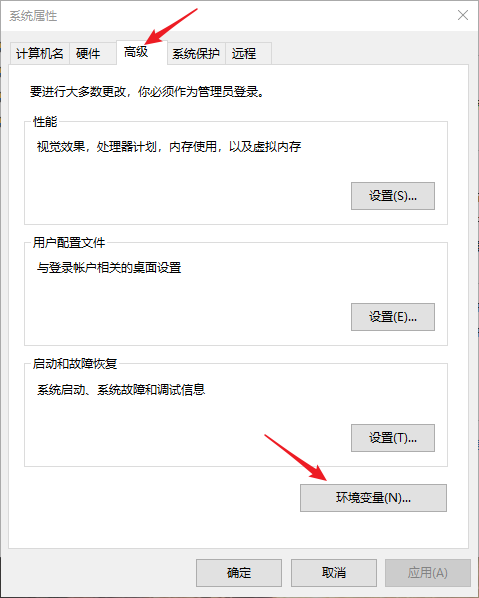 系统属性
计算机名 硬件 高级 系统保护 远程
要进行大多数更改，你必须作为管理员登录。
性能
视觉效果，处理器计划，内存使用，以及虚拟内存
设置(S)...
用户配置文件
与登录帐户相关的桌面设置
设置(E)...
启动和故障恢复
系统启动、系统故障和调试信息
设置(T)...
环境变量(N)...
确定 取消 应用(A)